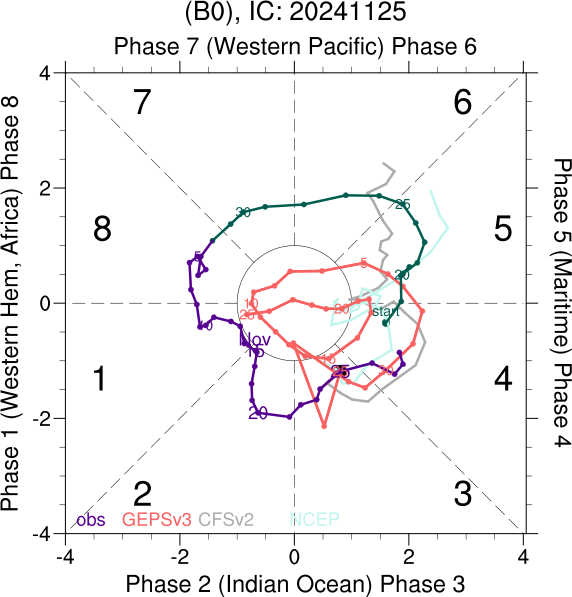 (B0), IC: 20241125
Phase 7 (Western Pacific) Phase 6
Phase 1 (Western Hem, Africa) Phase 8
Phase 5 (Maritime) Phase 4
4
2
0
-2
-4
7
6
8
5
1
4
2
3
30
25
5
5
20
10
20
start
Nov
15
15
25
20
obs GEPSv3 CFSv2 NCEP
-4 -2 0 2 4
Phase 2 (Indian Ocean) Phase 3